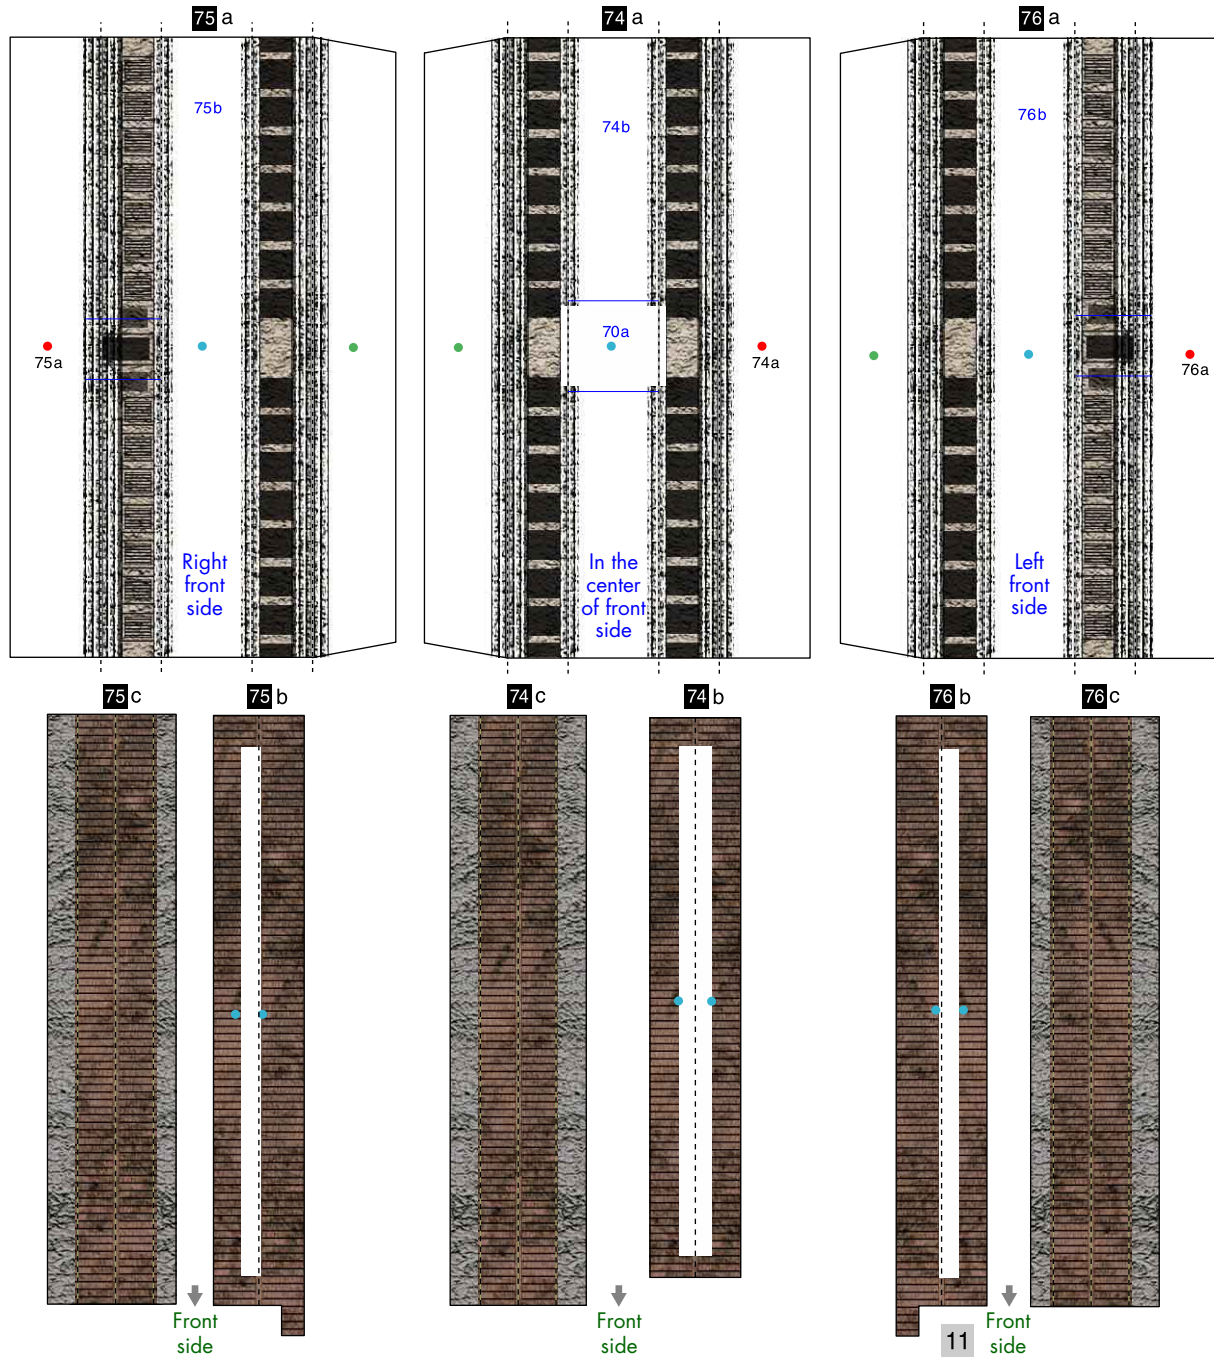 75 a
74 a
76 a
75b
74b
76b
70a
75a
74a
76a
Right
front
side
In the
center
of front
side
Left
front
side
75 c
75 b
74 c
74 b
76 b
76 c
Front
side
Front
side
Front
side
11